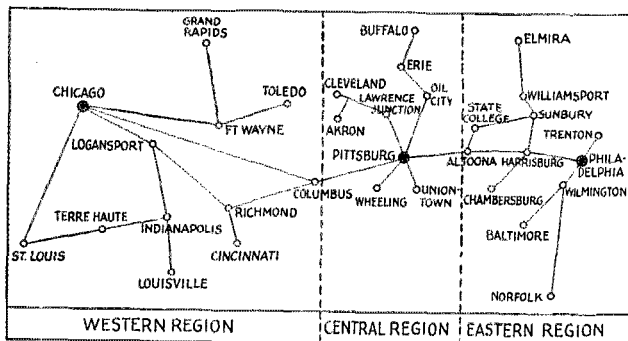 GRAND
RAPIDS
CHICAGO
TOLEDO
FT WAYNE
LOGANSPORT
COLUMBUS
RICHMOND
TERRE HAUTE
INDIANAPOLIS
ST. LOUIS
CINCINNATI
LOUISVILLE
BUFFALO
ERIE
CLEVELAND
LAWRENCE
JUNCTION
OIL
CITY
AKRON
PITTSBURG
WHEELING
UNION-
TOWN
ELMIRA
WILLIAMSPORT
STATE
COLLEGE
SUNBURY
TRENTON
ALTOONA
HARRISBURG
PHILA-
DELPHIA
CHAMBERSBURG
WILMINGTON
BALTIMORE
NORFOLK
WESTERN REGION
CENTRAL REGION
EASTERN REGION